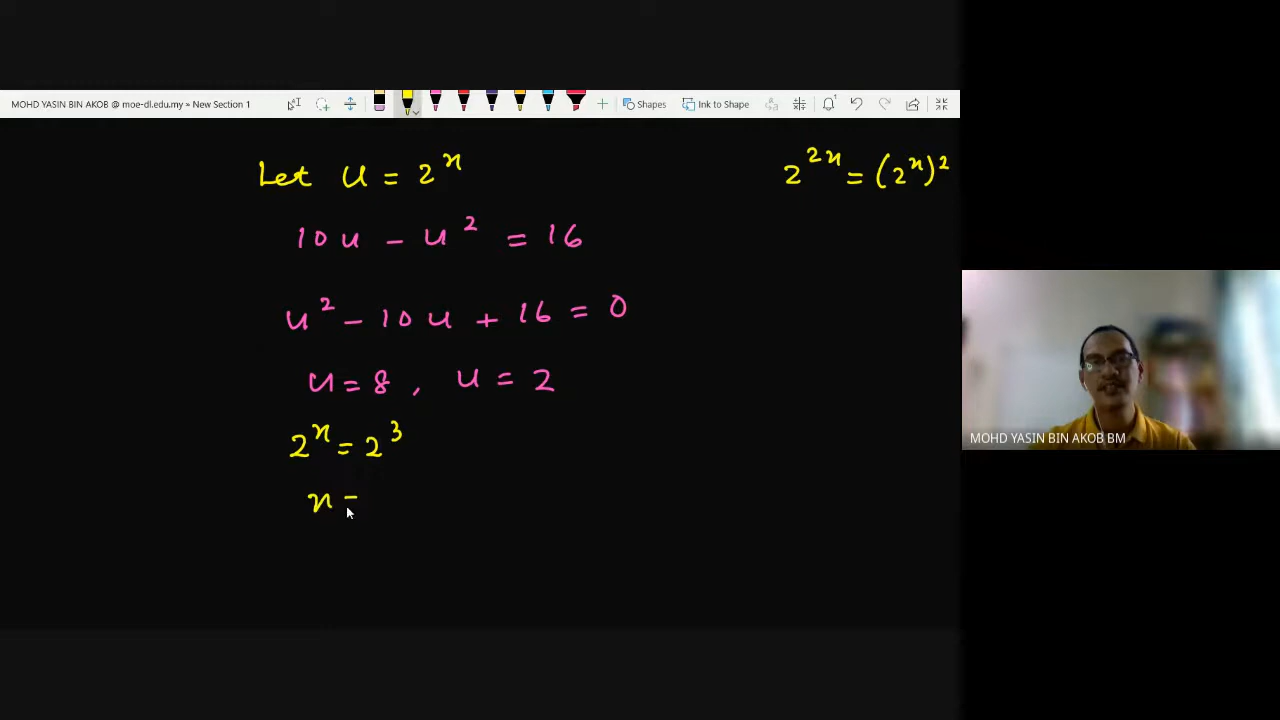 MOHD YASIN BIN AKOB @ moe-dl.edu.my » New Section 1
Shapes
Ink to Shape
Let u = 2^x
2^{2x} = (2^x)^2
10u - u^2 = 16
u^2 - 10u + 16 = 0
u = 8 , u = 2
2^x = 2^3
x =
MOHD YASIN BIN AKOB BM